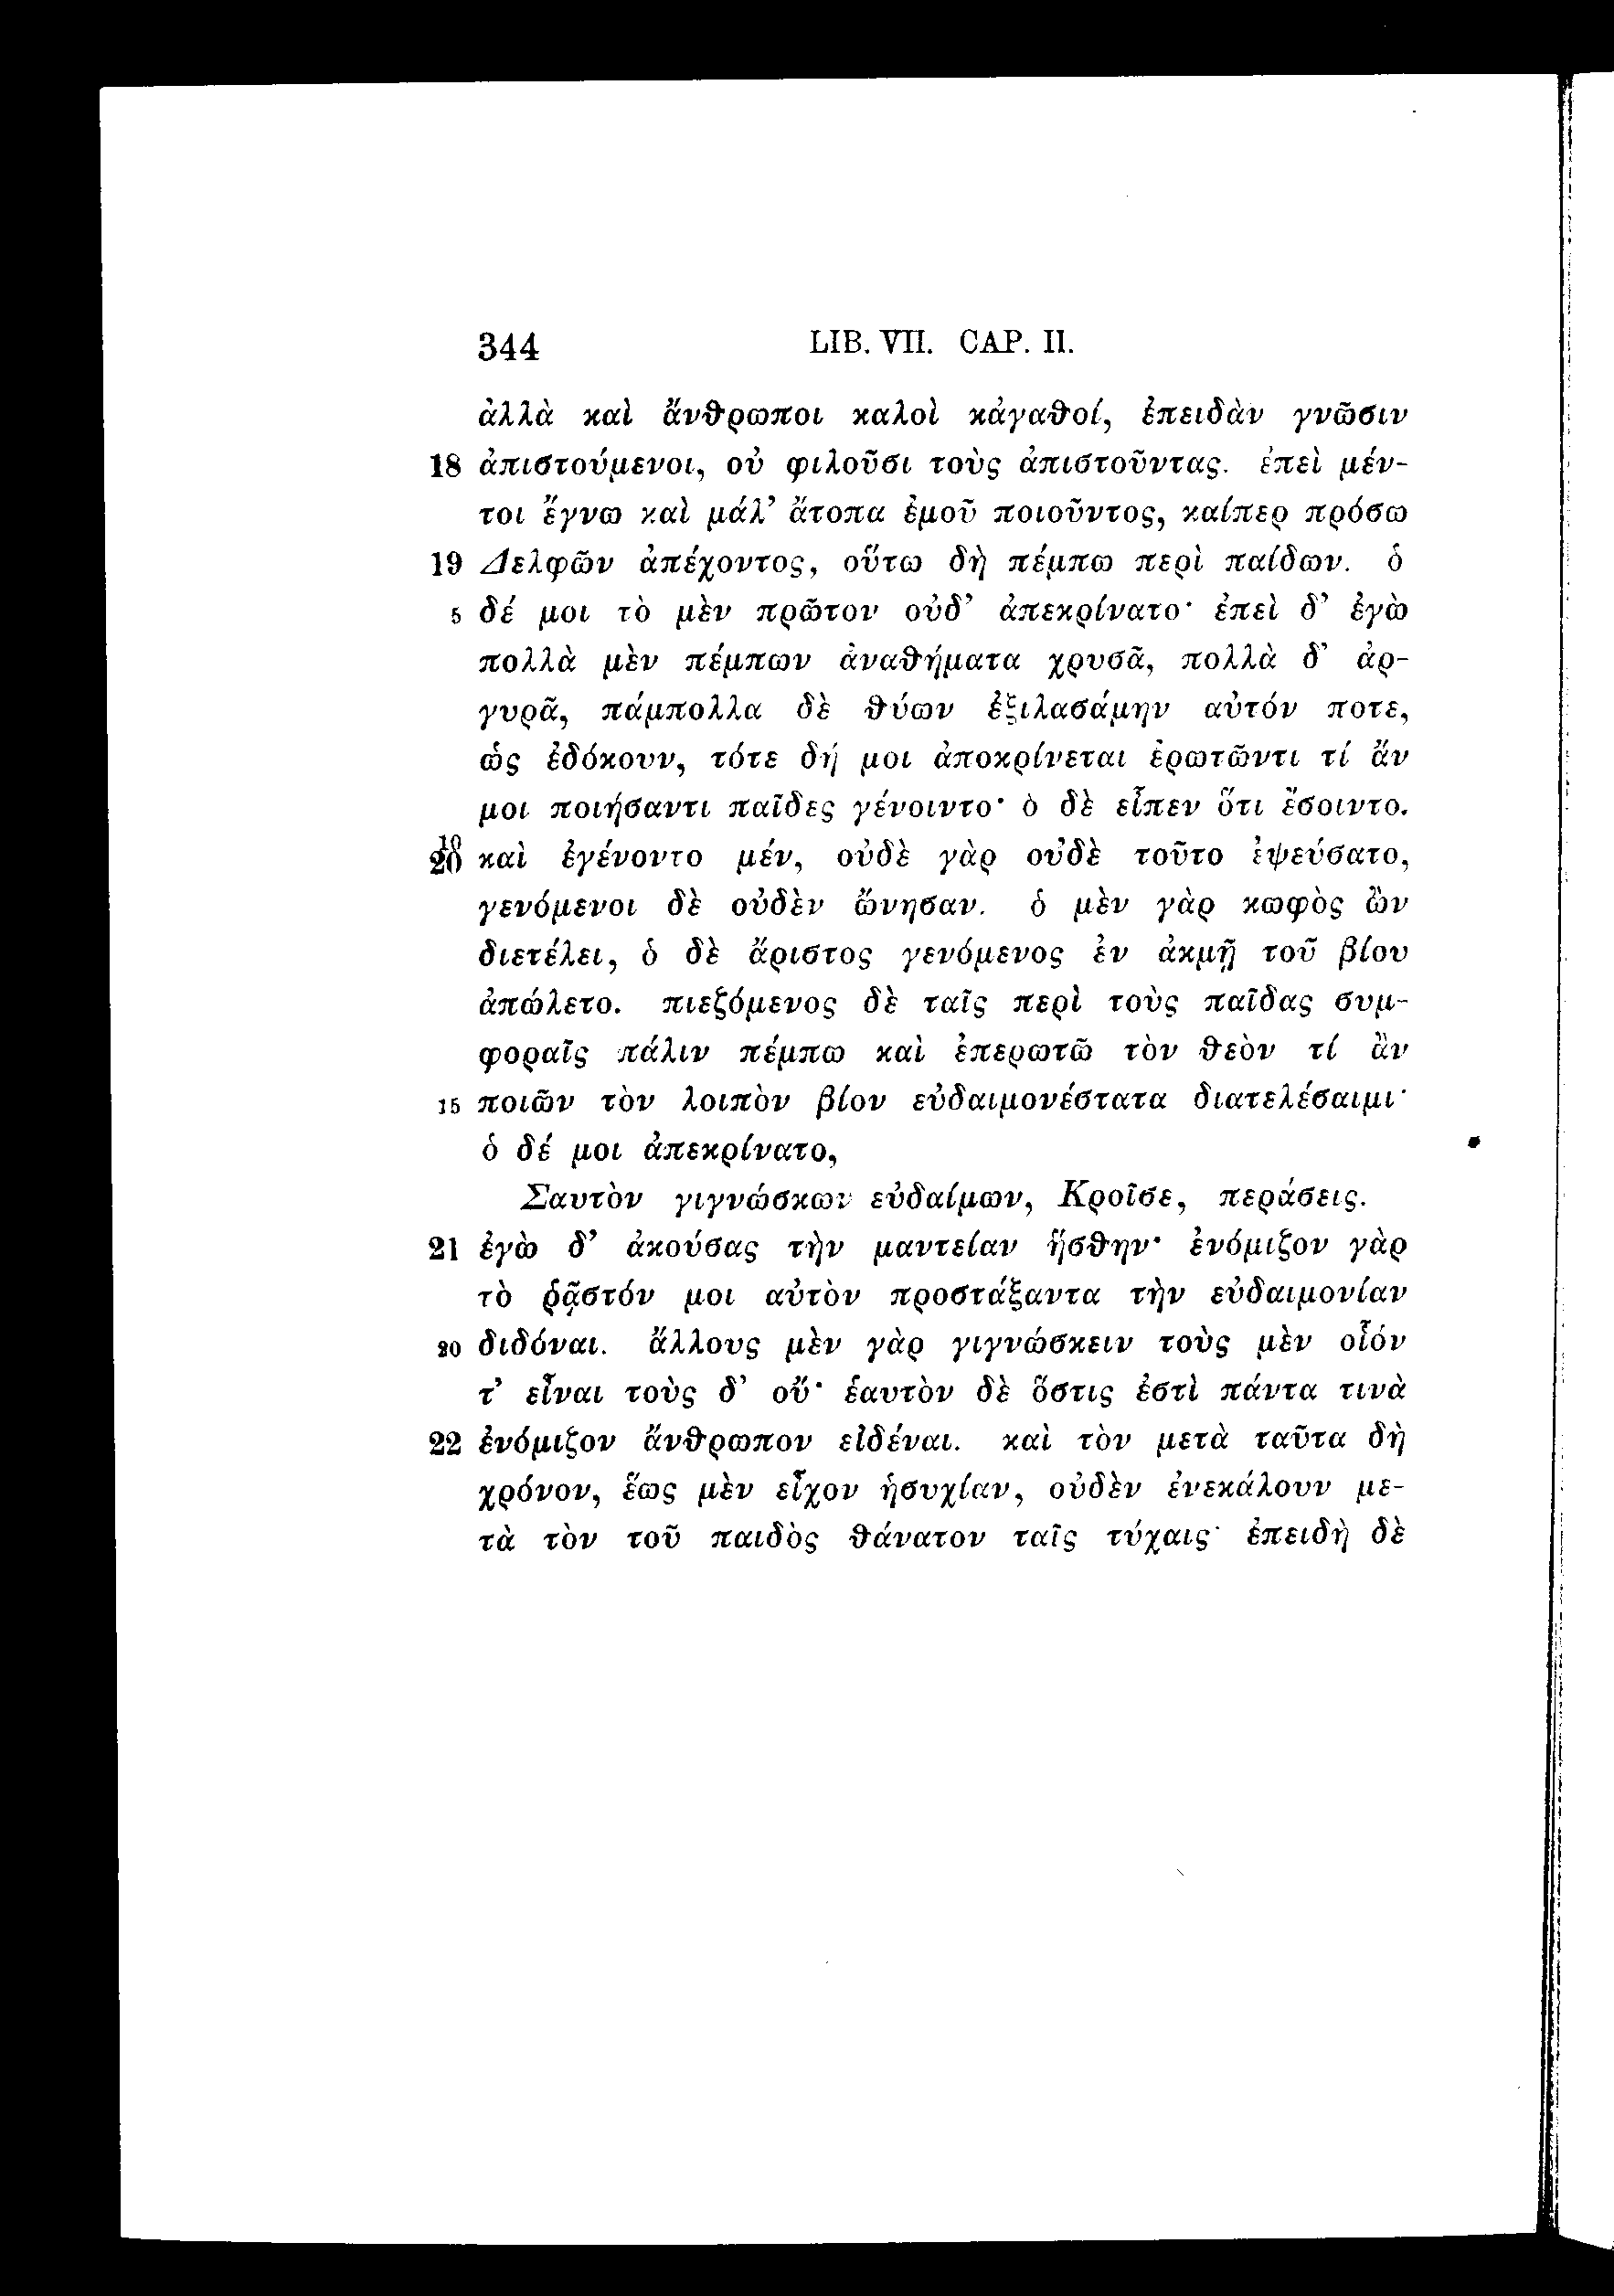 344 LIB. VII. CAP. II.
ἀλλὰ καὶ ἄνθρωποι καλοὶ κἀγαθοί, ἐπειδὰν γνῶσιν
18 ἀπιστούμενοι, οὐ φιλοῦσι τοὺς ἀπιστοῦντας. ἐπεὶ μέν-
τοι ἔγνω καὶ μάλ’ ἄτοπα ἐμοῦ ποιοῦντος, καίπερ πρόσω
19 Δελφῶν ἀπέχοντος, οὕτω δὴ πέμπω περὶ παίδων. ὁ
5 δέ μοι τὸ μὲν πρῶτον οὐδ’ ἀπεκρίνατο· ἐπεὶ δ’ ἐγὼ
πολλὰ μὲν πέμπων ἀναθήματα χρυσᾶ, πολλὰ δ’ ἀρ-
γυρᾶ, πάμπολλα δὲ θύων ἐξιλασάμην αὐτόν ποτε,
ὡς ἐδόκουν, τότε δή μοι ἀποκρίνεται ἐρωτῶντι τί ἄν
μοι ποιήσαντι παῖδες γένοιντο· ὁ δὲ εἶπεν ὅτι ἔσοιντο.
10 20 καὶ ἐγένοντο μέν, οὐδὲ γὰρ οὐδὲ τοῦτο ἐψεύσατο,
γενόμενοι δὲ οὐδὲν ὤνησαν. ὁ μὲν γὰρ κωφὸς ὢν
διετέλει, ὁ δὲ ἄριστος γενόμενος ἐν ἀκμῇ τοῦ βίου
ἀπώλετο. πιεζόμενος δὲ ταῖς περὶ τοὺς παῖδας συμ-
φοραῖς πάλιν πέμπω καὶ ἐπερωτῶ τὸν θεὸν τί ἂν
15 ποιῶν τὸν λοιπὸν βίον εὐδαιμονέστατα διατελέσαιμι·
ὁ δέ μοι ἀπεκρίνατο,
Σαυτὸν γιγνώσκων εὐδαίμων, Κροῖσε, περάσεις.
21 ἐγὼ δ’ ἀκούσας τὴν μαντείαν ἥσθην· ἐνόμιζον γὰρ
τὸ ῥᾷστόν μοι αὐτὸν προστάξαντα τὴν εὐδαιμονίαν
20 διδόναι. ἄλλους μὲν γὰρ γιγνώσκειν τοὺς μὲν οἷόν
τ’ εἶναι τοὺς δ’ οὔ· ἑαυτὸν δὲ ὅστις ἐστὶ πάντα τινὰ
22 ἐνόμιζον ἄνθρωπον εἰδέναι. καὶ τὸν μετὰ ταῦτα δὴ
χρόνον, ἕως μὲν εἶχον ἡσυχίαν, οὐδὲν ἐνεκάλουν με-
τὰ τὸν τοῦ παιδὸς θάνατον ταῖς τύχαις· ἐπειδὴ δὲ